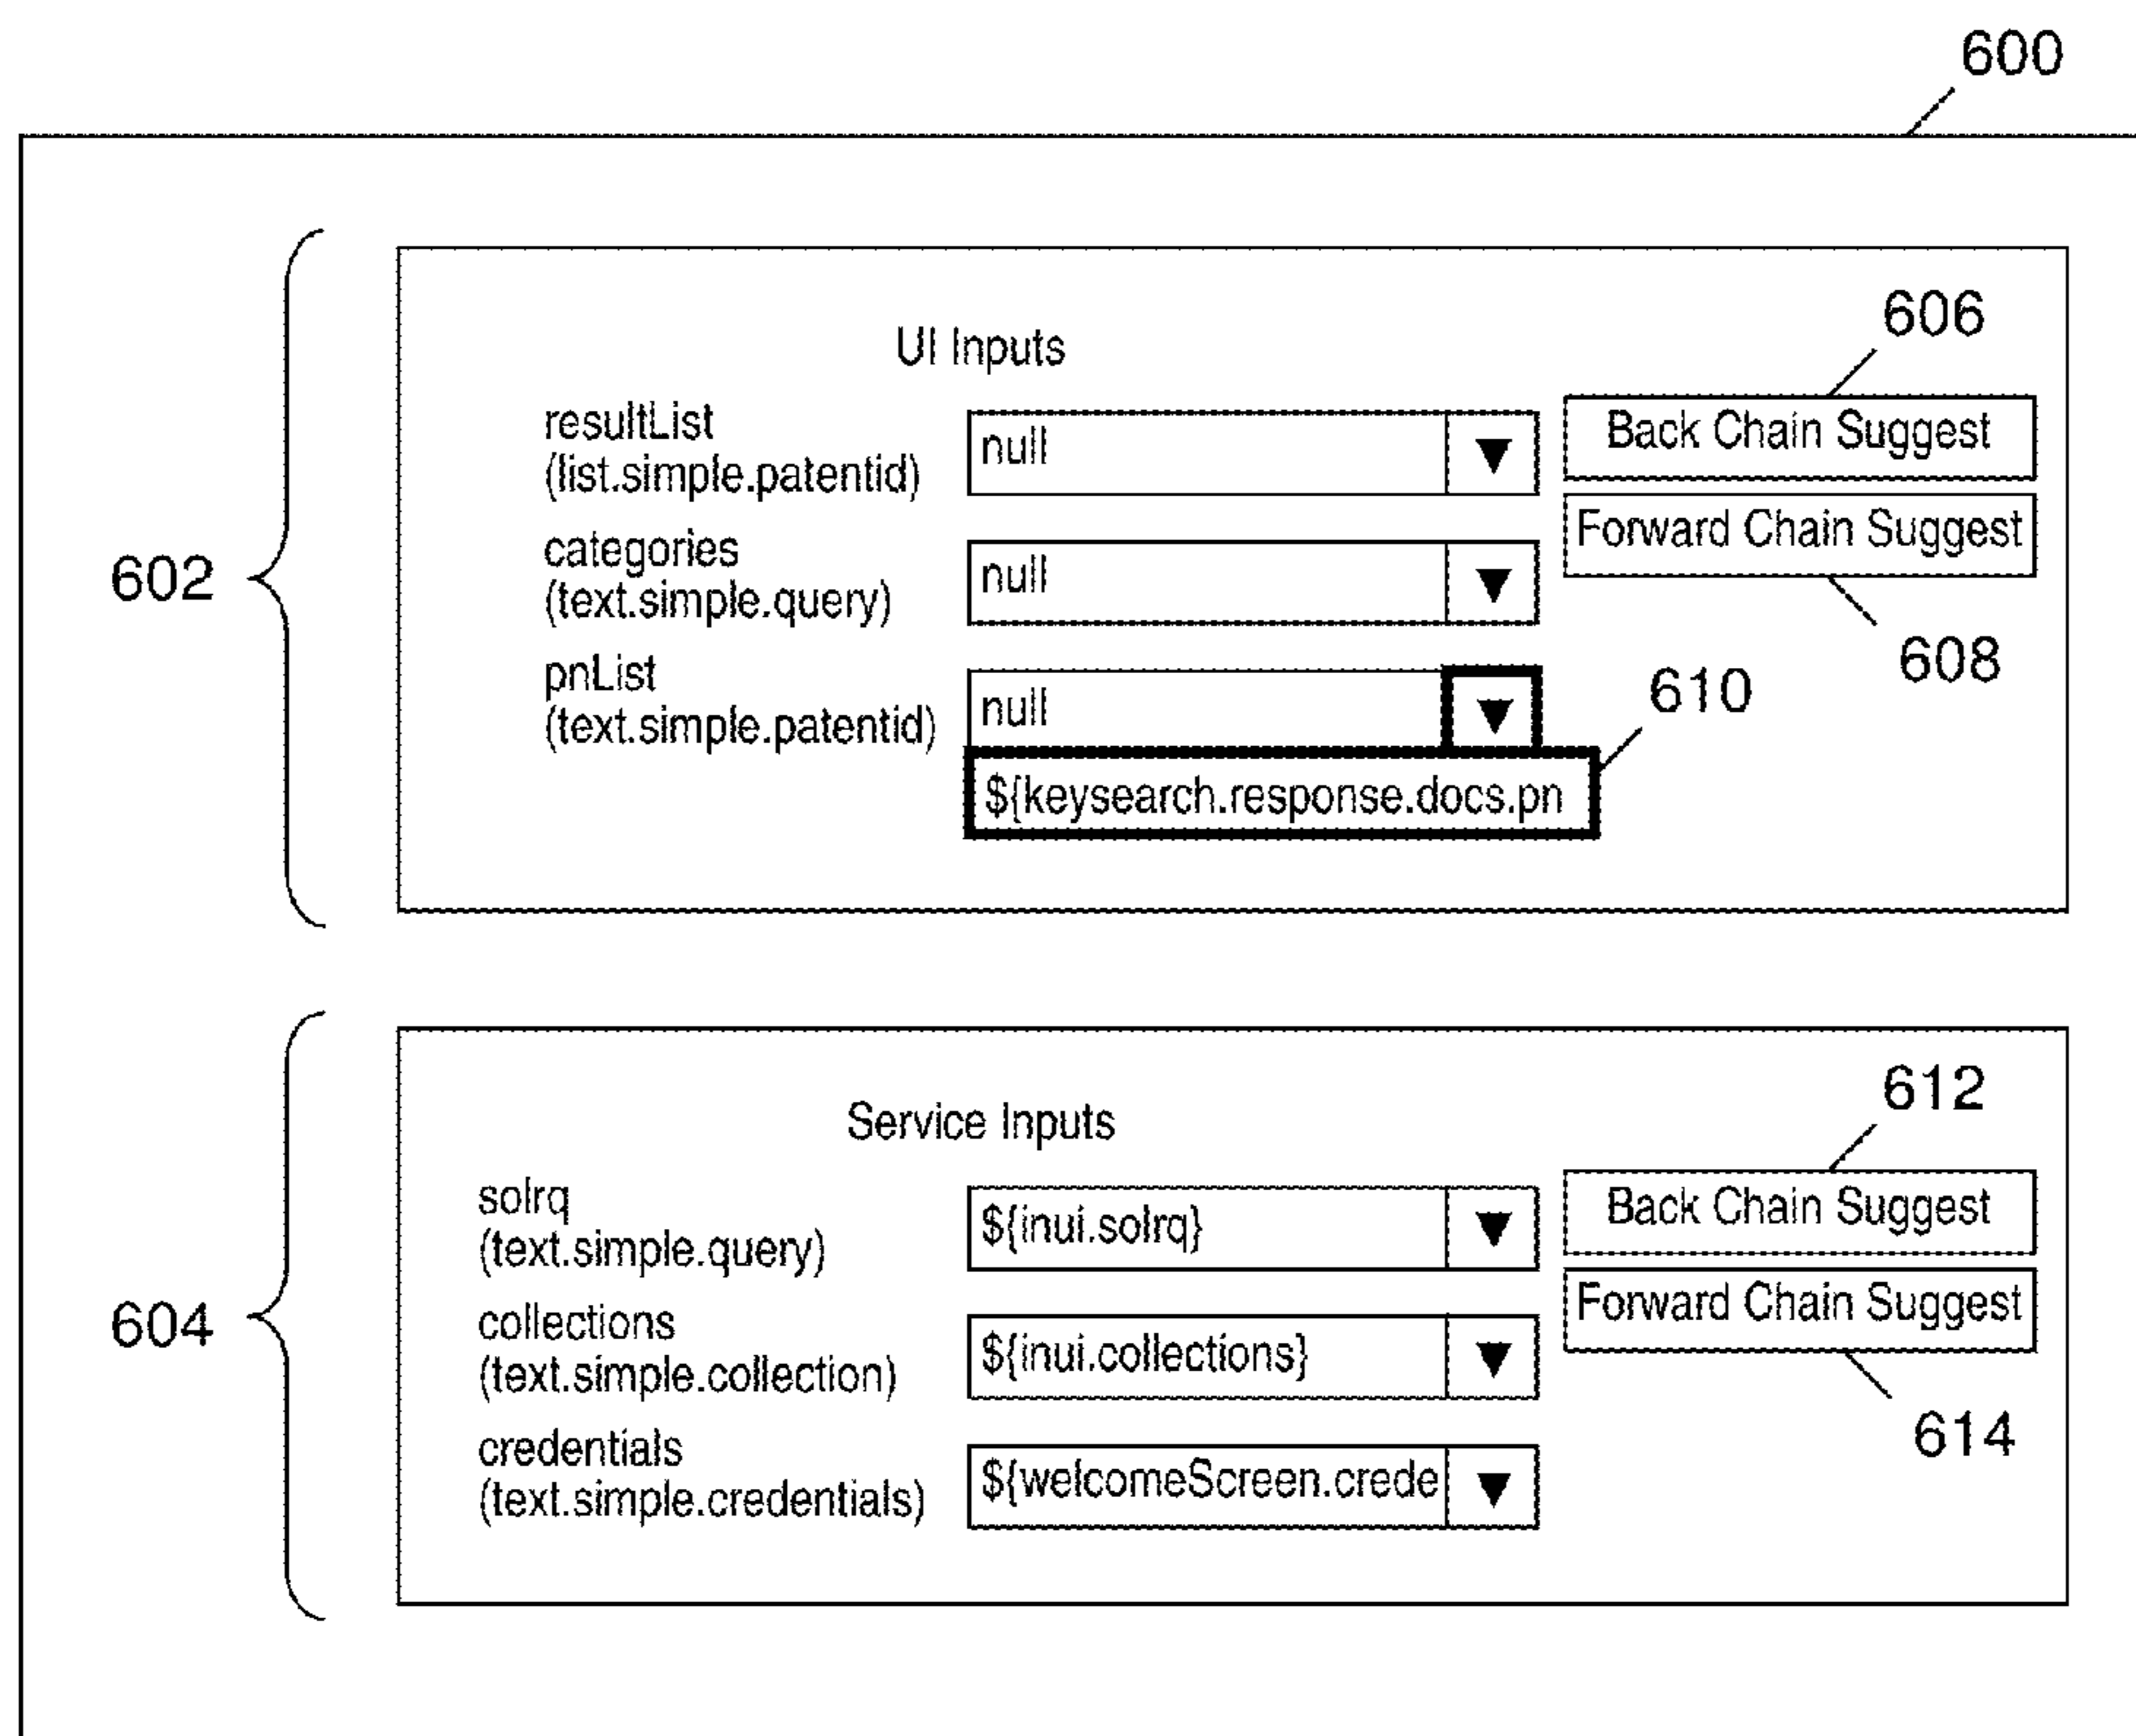 600
606
UI Inputs
resultList
(list.simple.patentid)
null
Back Chain Suggest
Forward Chain Suggest
categories
(text.simple.query)
null
602
608
pnList
(text.simple.patentid)
null
610
${keysearch.response.docs.pn
612
Service Inputs
solrq
(text.simple.query)
${inui.solrq}
Back Chain Suggest
Forward Chain Suggest
604
collections
(text.simple.collection)
${inui.collections}
614
credentials
(text.simple.credentials)
${welcomeScreen.crede